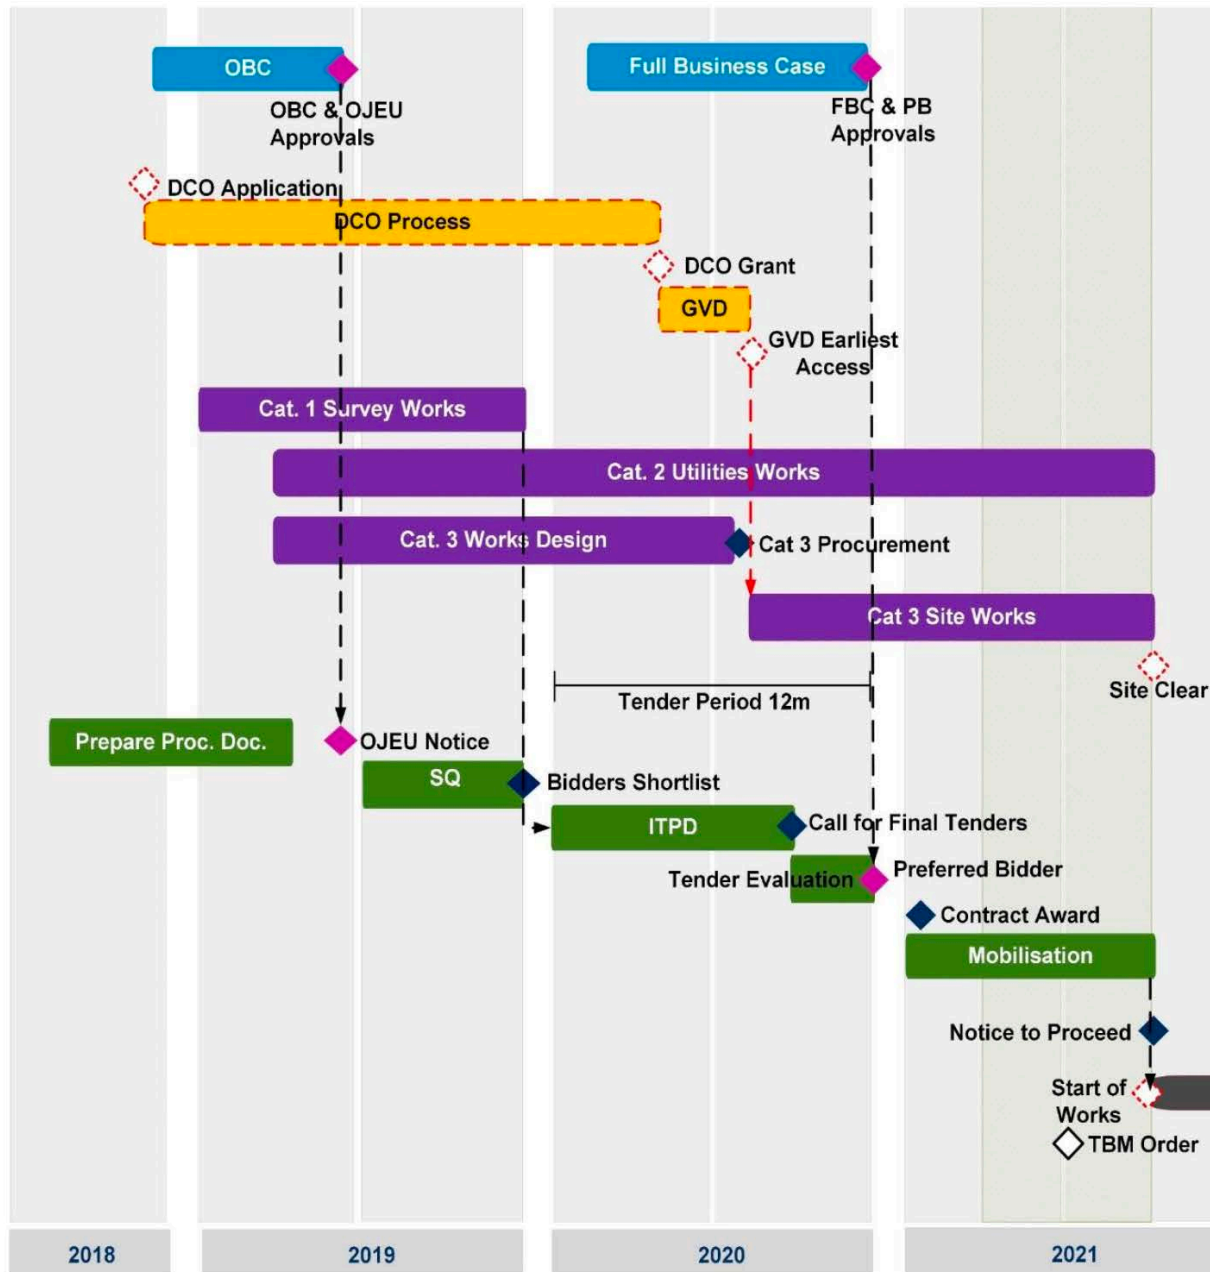 OBC
Full Business Case
OBC & OJEU
Approvals
FBC & PB
Approvals
DCO Application
DCO Process
DCO Grant
GVD
GVD Earliest
Access
Cat. 1 Survey Works
Cat. 2 Utilities Works
Cat. 3 Works Design
Cat 3 Procurement
Cat 3 Site Works
Site Clear
Tender Period 12m
Prepare Proc. Doc.
OJEU Notice
SQ
Bidders Shortlist
ITPD
Call for Final Tenders
Tender Evaluation
Preferred Bidder
Contract Award
Mobilisation
Notice to Proceed
Start of
Works
TBM Order
2018
2019
2020
2021